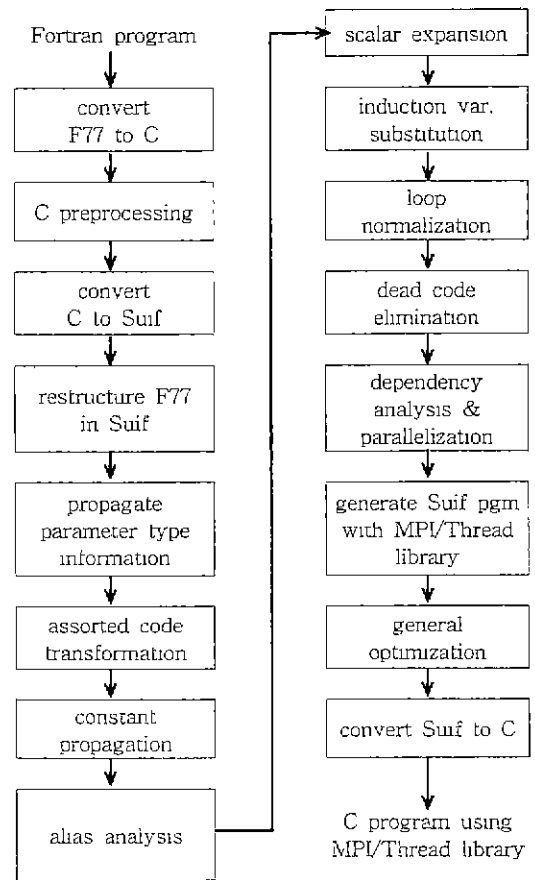 Fortran program
convert
F77 to C
C preprocessing
convert
C to Suif
restructure F77
in Suif
propagate
parameter type
information
assorted code
transformation
constant
propagation
alias analysis
scalar expansion
induction var.
substitution
loop
normalization
dead code
elimination
dependency
analysis &
parallelization
generate Suif pgm
with MPI/Thread
library
general
optimization
convert Suif to C
C program using
MPI/Thread library